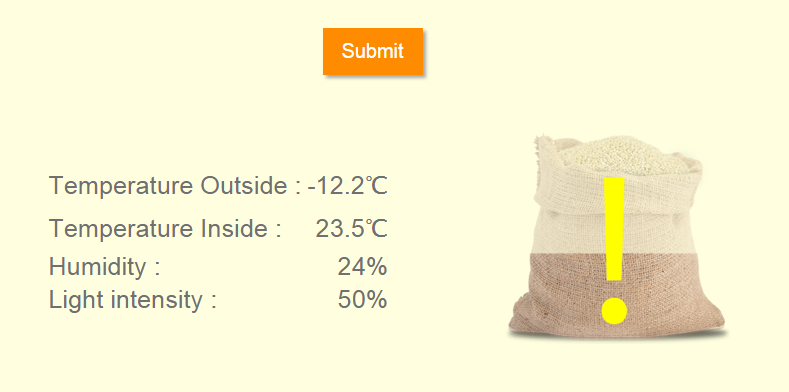 Submit
Temperature Outside : -12.2℃
Temperature Inside : 23.5℃
Humidity : 24%
Light intensity : 50%
!